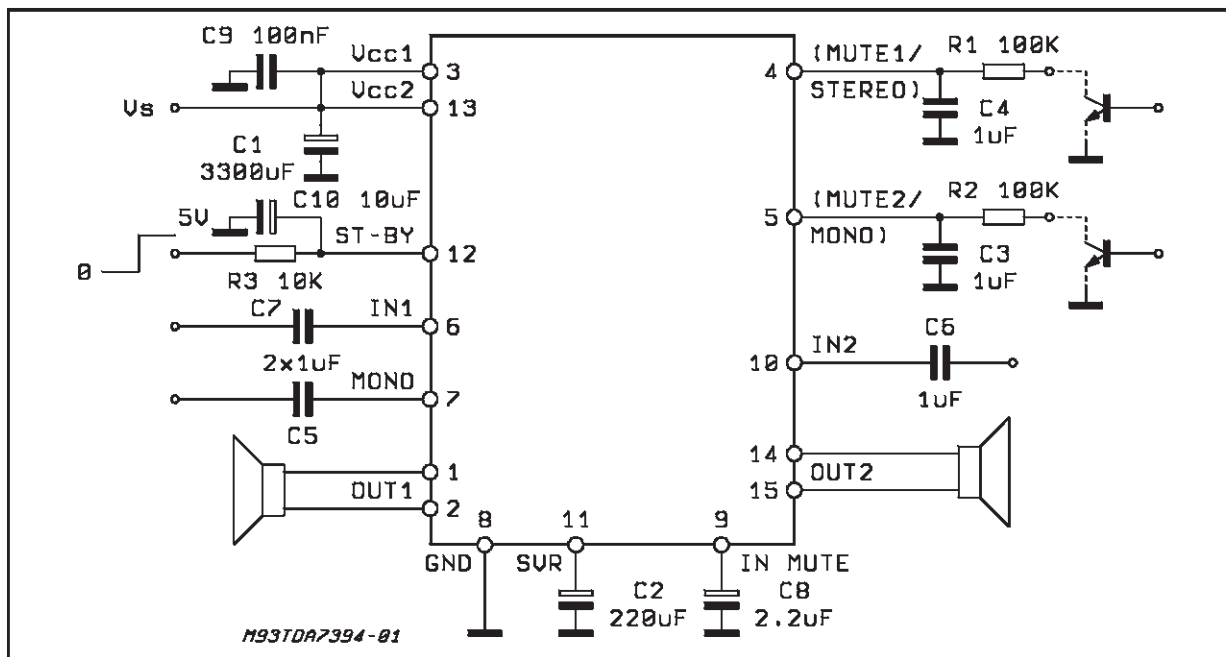 C9 100nF
Vcc1
3
Vcc2
Vs
13
C1
3300uF
C10 10uF
5V
0
ST-BY
12
R3 10K
C7
IN1
6
2x1uF
MONO
7
C5
1
OUT1
2
8
GND
11
SVR
9
IN MUTE
C2
220uF
C8
2.2uF
4
(MUTE1/
STEREO)
R1 100K
C4
1uF
5
(MUTE2/
MONO)
R2 100K
C3
1uF
10
IN2
C6
1uF
14
OUT2
15
M93TDA7394-01